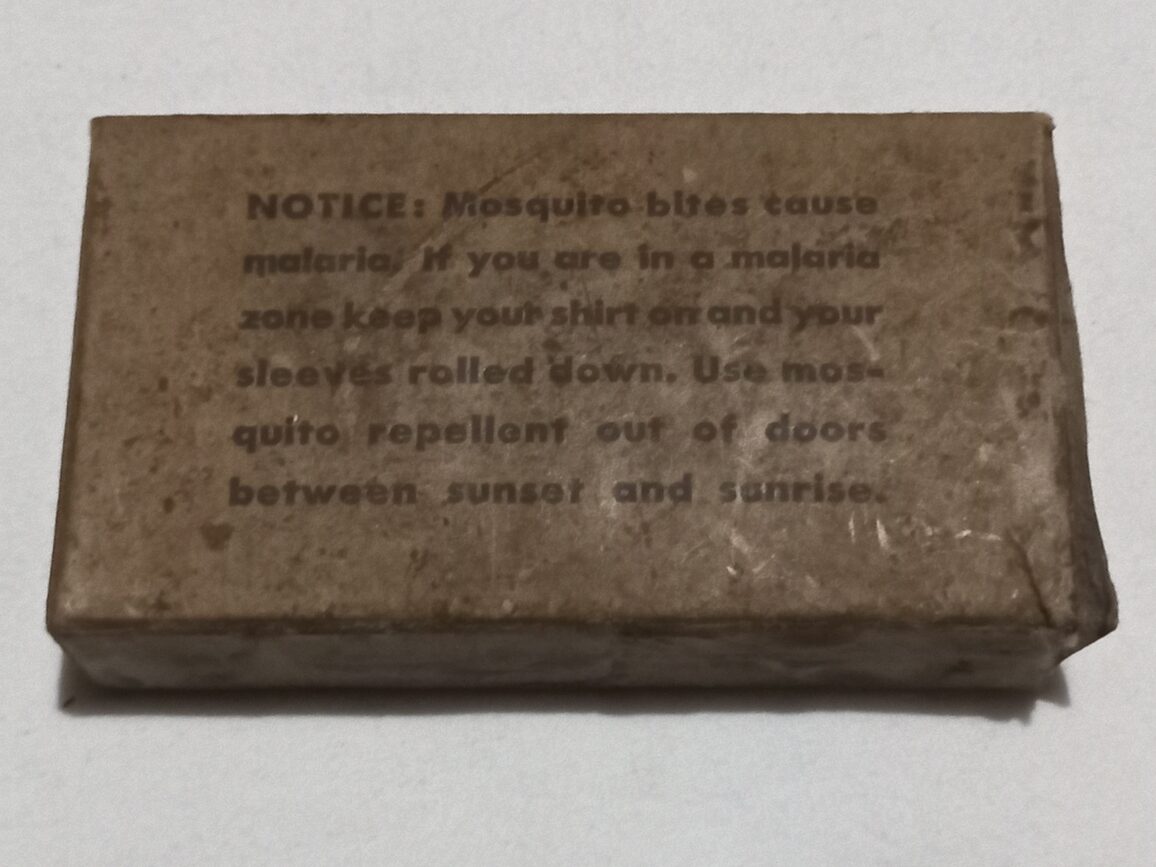 NOTICE: Mosquito bites cause
malaria. If you are in a malaria
zone keep your shirt on and your
sleeves rolled down. Use mos-
quito repellent out of doors
between sunset and sunrise.